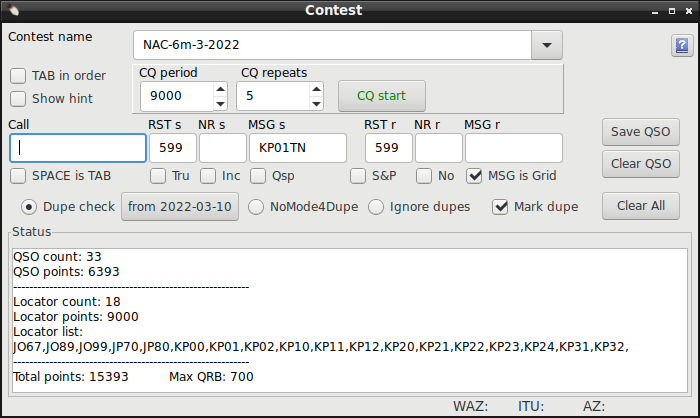 Contest
Contest name
NAC-6m-3-2022
?
TAB in order
Show hint
CQ period
CQ repeats
9000
5
CQ start
Call
RST s
NR s
MSG s
RST r
NR r
MSG r
599
KP01TN
599
Save QSO
Clear QSO
SPACE is TAB
Tru
Inc
Qsp
S&P
No
MSG is Grid
Dupe check
from 2022-03-10
NoMode4Dupe
Ignore dupes
Mark dupe
Clear All
Status
QSO count: 33
QSO points: 6393
------------------------------------------------------------
Locator count: 18
Locator points: 9000
Locator list:
JO67,JO89,JO99,JP70,JP80,KP00,KP01,KP02,KP10,KP11,KP12,KP20,KP21,KP22,KP23,KP24,KP31,KP32,
------------------------------------------------------------
Total points: 15393 Max QRB: 700
WAZ: ITU: AZ: